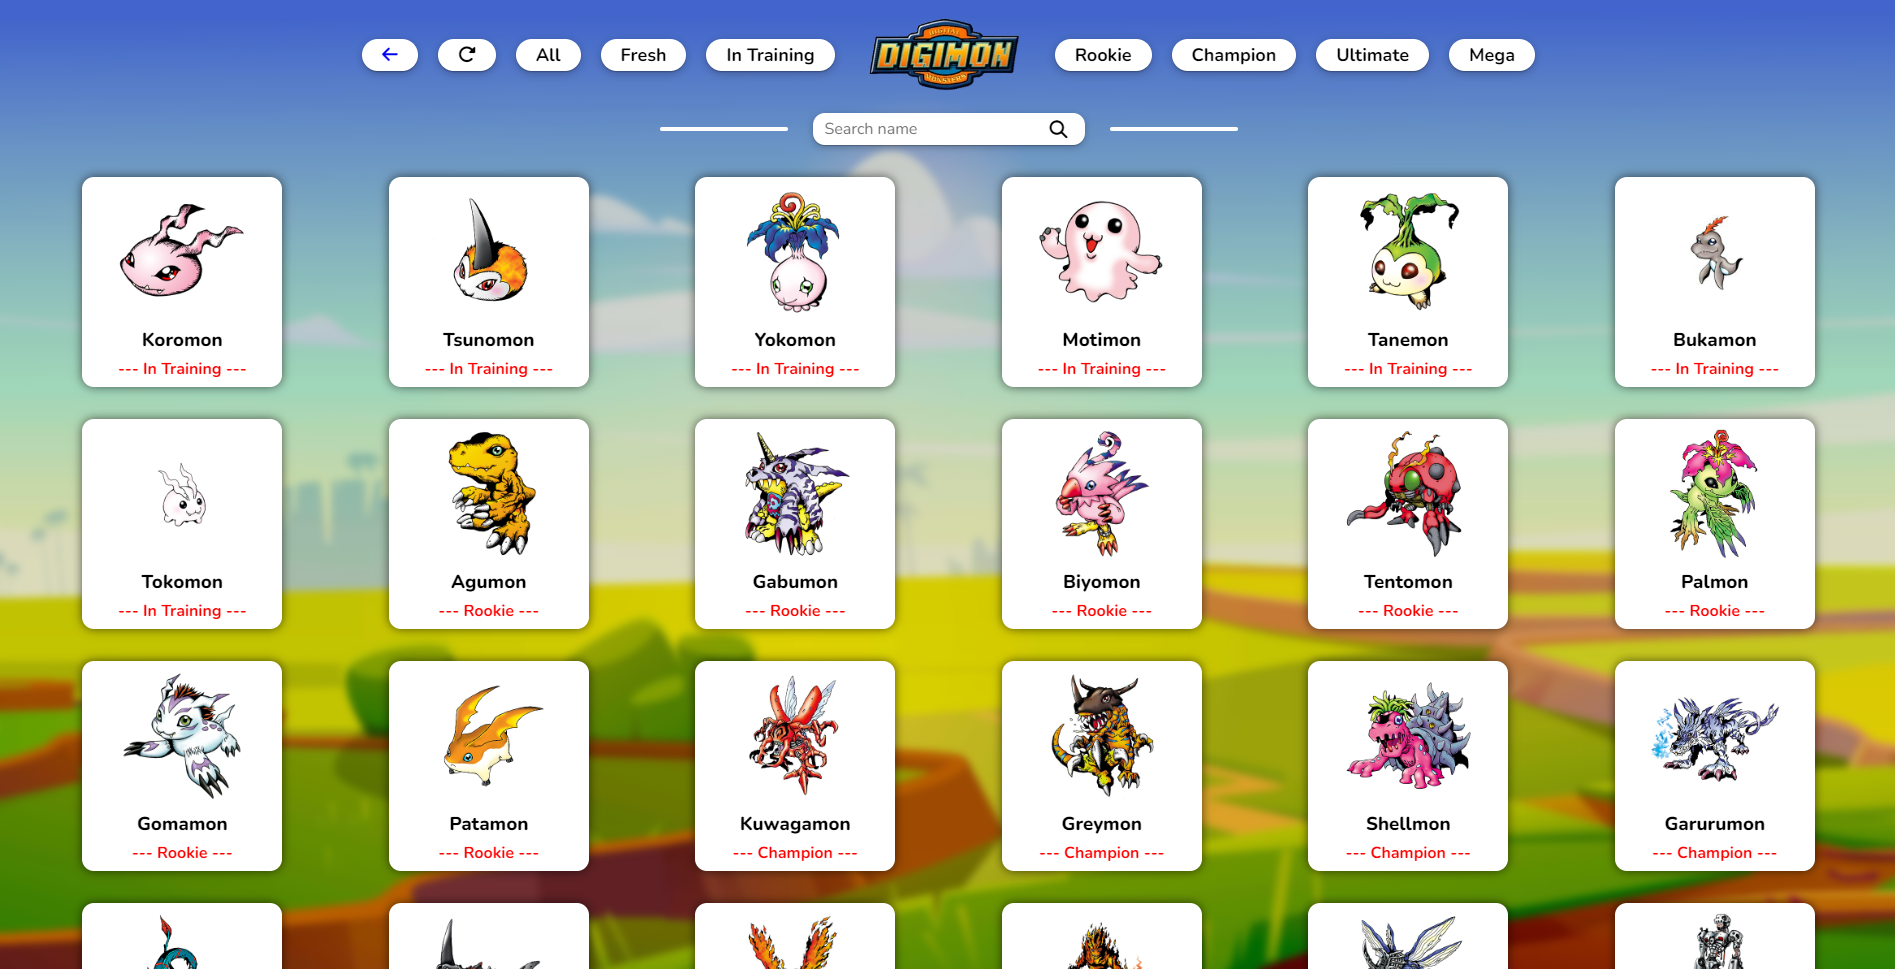 All
Fresh
In Training
DIGITAL
DIGIMON
MONSTERS
Rookie
Champion
Ultimate
Mega
Search name
Koromon
--- In Training ---
Tsunomon
--- In Training ---
Yokomon
--- In Training ---
Motimon
--- In Training ---
Tanemon
--- In Training ---
Bukamon
--- In Training ---
Tokomon
--- In Training ---
Agumon
--- Rookie ---
Gabumon
--- Rookie ---
Biyomon
--- Rookie ---
Tentomon
--- Rookie ---
Palmon
--- Rookie ---
Gomamon
--- Rookie ---
Patamon
--- Rookie ---
Kuwagamon
--- Champion ---
Greymon
--- Champion ---
Shellmon
--- Champion ---
Garurumon
--- Champion ---